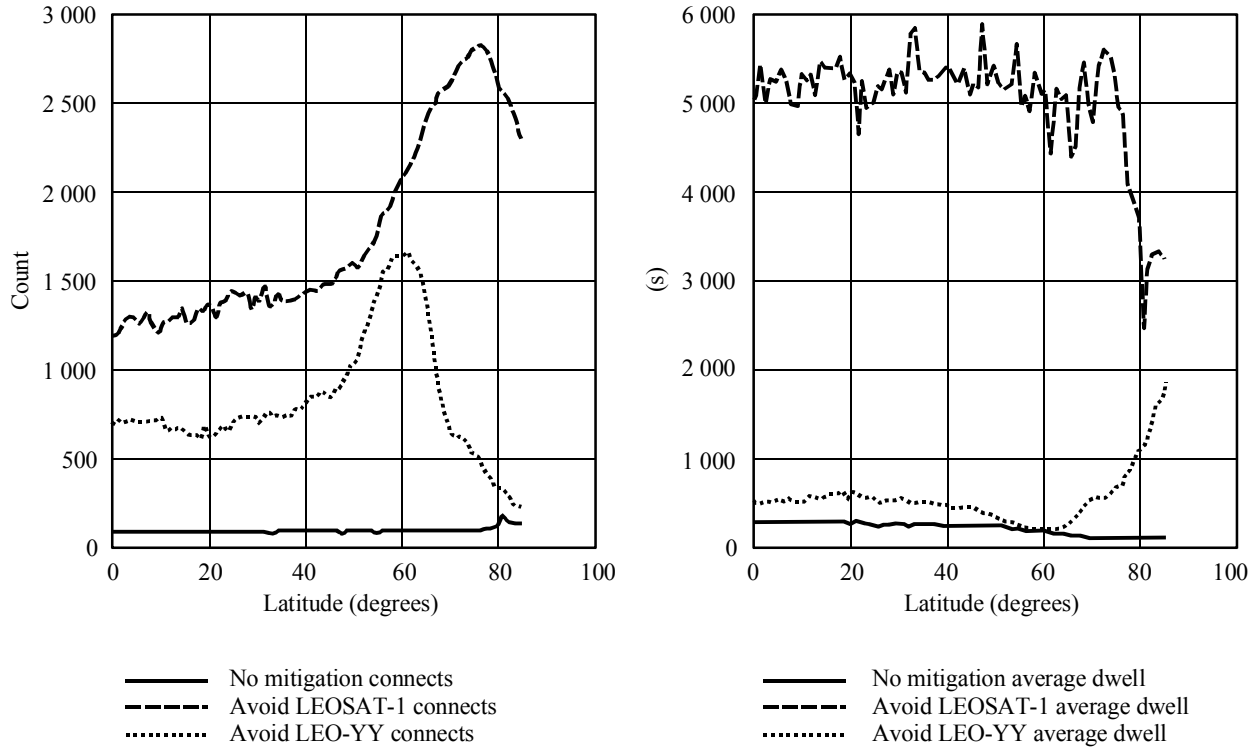 3 000
2 500
2 000
1 500
1 000
500
0
Count
0 20 40 60 80 100
Latitude (degrees)
No mitigation connects
Avoid LEOSAT-1 connects
Avoid LEO-YY connects
6 000
5 000
4 000
3 000
2 000
1 000
0
(s)
0 20 40 60 80 100
Latitude (degrees)
No mitigation average dwell
Avoid LEOSAT-1 average dwell
Avoid LEO-YY average dwell